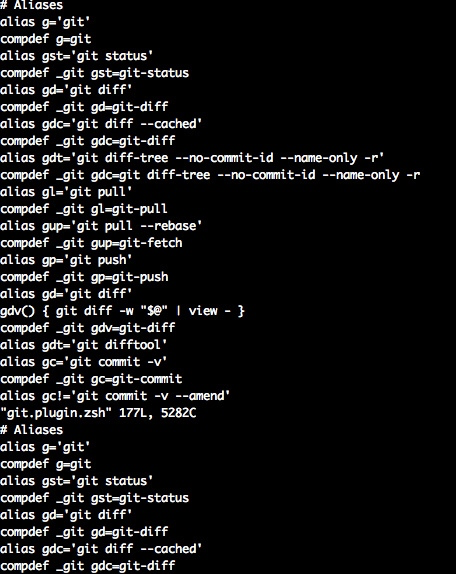 # Aliases
alias g='git'
compdef g=git
alias gst='git status'
compdef _git gst=git-status
alias gd='git diff'
compdef _git gd=git-diff
alias gdc='git diff --cached'
compdef _git gdc=git-diff
alias gdt='git diff-tree --no-commit-id --name-only -r'
compdef _git gdc=git diff-tree --no-commit-id --name-only -r
alias gl='git pull'
compdef _git gl=git-pull
alias gup='git pull --rebase'
compdef _git gup=git-fetch
alias gp='git push'
compdef _git gp=git-push
alias gd='git diff'
gdv() { git diff -w "$@" | view - }
compdef _git gdv=git-diff
alias gdt='git difftool'
alias gc='git commit -v'
compdef _git gc=git-commit
alias gc!='git commit -v --amend'
"git.plugin.zsh" 177L, 5282C
# Aliases
alias g='git'
compdef g=git
alias gst='git status'
compdef _git gst=git-status
alias gd='git diff'
compdef _git gd=git-diff
alias gdc='git diff --cached'
compdef _git gdc=git-diff